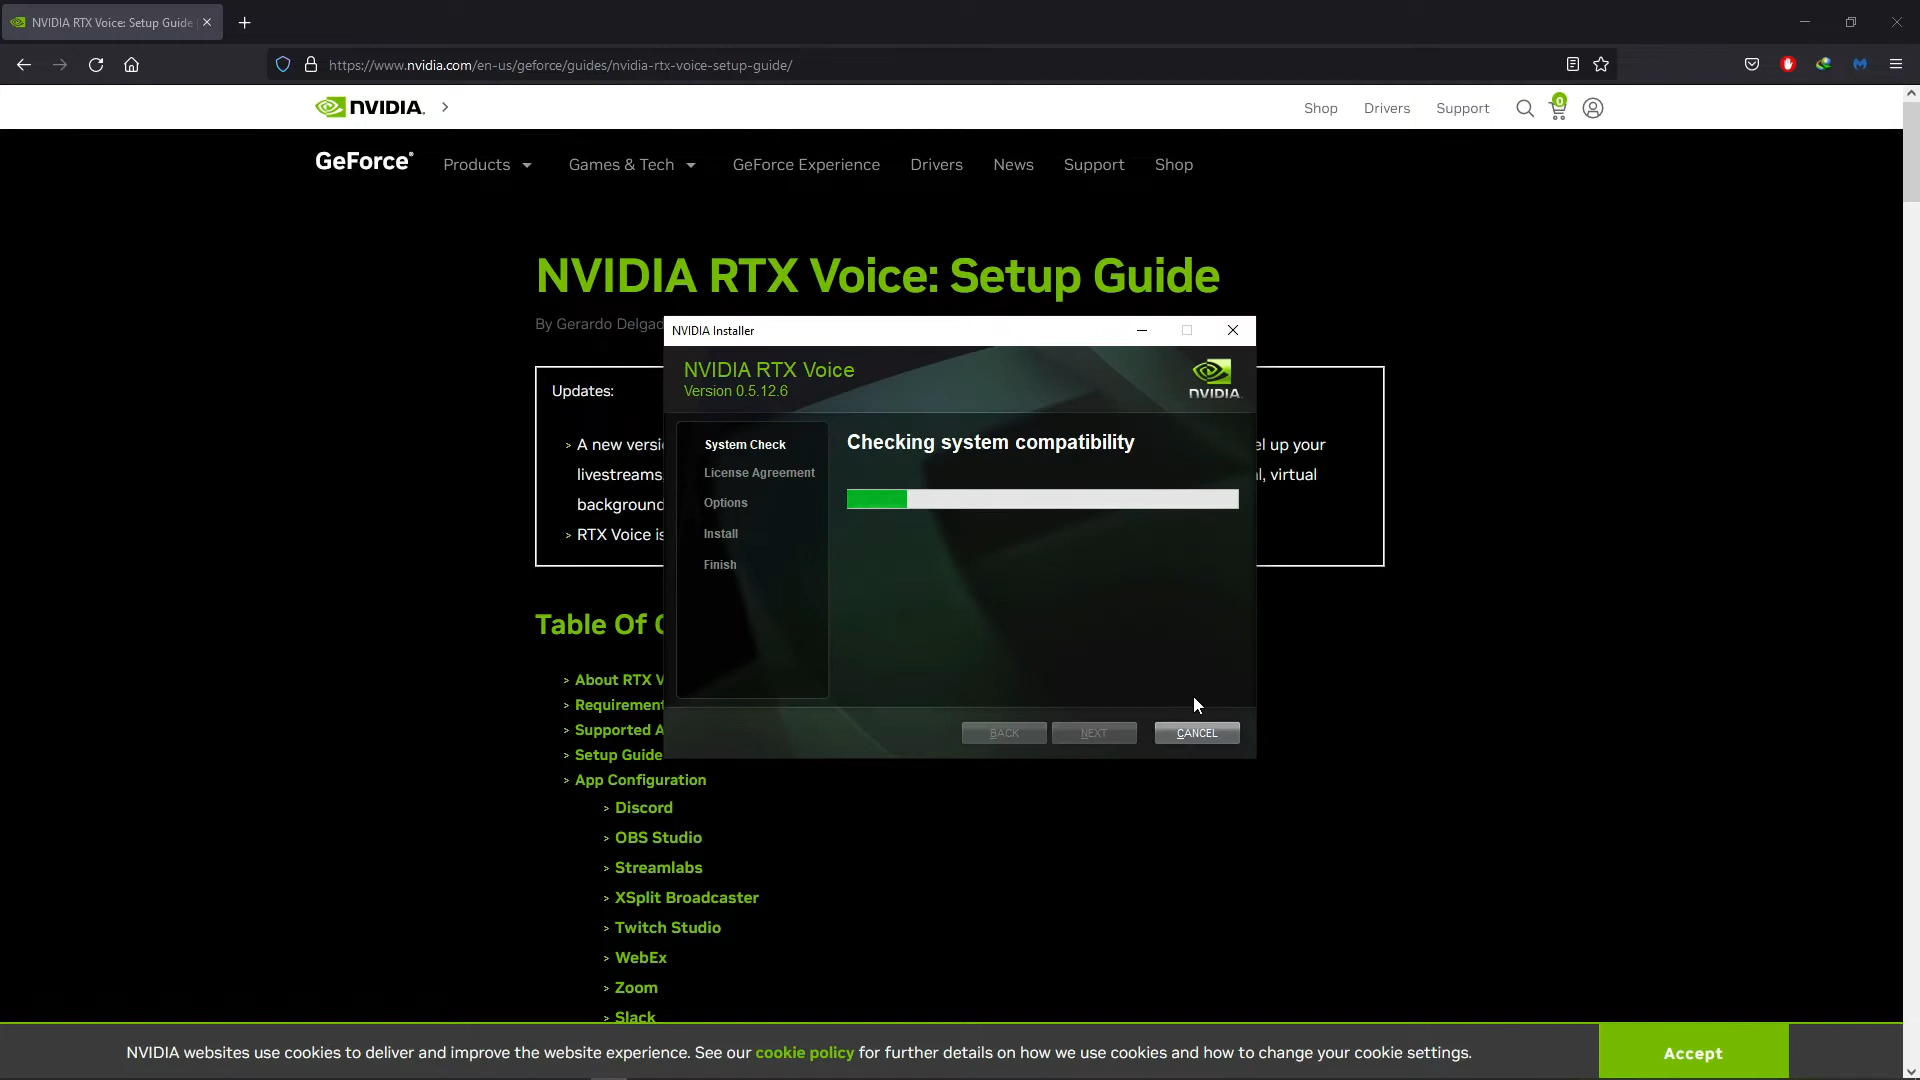 NVIDIA RTX Voice: Setup Guide
https://www.nvidia.com/en-us/geforce/guides/nvidia-rtx-voice-setup-guide/
NVIDIA.
Shop
Drivers
Support
0
GeForce
Products
Games & Tech
GeForce Experience
Drivers
News
Support
Shop
NVIDIA RTX Voice: Setup Guide
By Gerardo Delgad
NVIDIA Installer
NVIDIA RTX Voice
Version 0.5.12.6
NVIDIA.
Updates:
> A new versi
el up your
livestreams,
l, virtual
background
> RTX Voice is
System Check
License Agreement
Options
Install
Finish
Checking system compatibility
BACK
NEXT
CANCEL
Table Of C
> About RTX V
> Requirement
> Supported A
> Setup Guide
> App Configuration
> Discord
> OBS Studio
> Streamlabs
> XSplit Broadcaster
> Twitch Studio
> WebEx
> Zoom
> Slack
NVIDIA websites use cookies to deliver and improve the website experience. See our cookie policy for further details on how we use cookies and how to change your cookie settings.
Accept